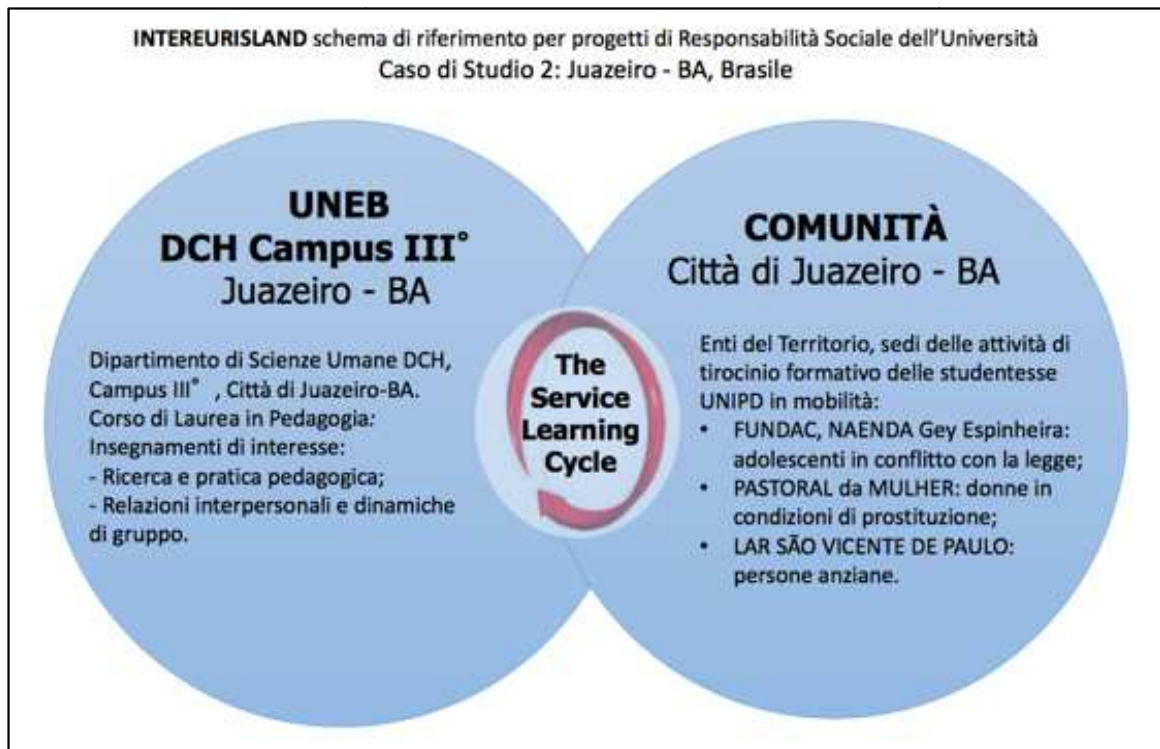 INTEREURISLAND schema di riferimento per progetti di Responsabilità Sociale dell'Università
Caso di Studio 2: Juazeiro - BA, Brasile
UNEB
DCH Campus III°
Juazeiro - BA
Dipartimento di Scienze Umane DCH,
Campus III° , Città di Juazeiro-BA.
Corso di Laurea in Pedagogia:
Insegnamenti di interesse:
- Ricerca e pratica pedagogica;
- Relazioni interpersonali e dinamiche
di gruppo.
The
Service
Learning
Cycle
COMUNITÀ
Città di Juazeiro - BA
Enti del Territorio, sedi delle attività di
tirocinio formativo delle studentesse
UNIPD in mobilità:
• FUNDAC, NAENDA Gey Espinheira:
adolescenti in conflitto con la legge;
• PASTORAL da MULHER: donne in
condizioni di prostituzione;
• LAR SÃO VICENTE DE PAULO:
persone anziane.